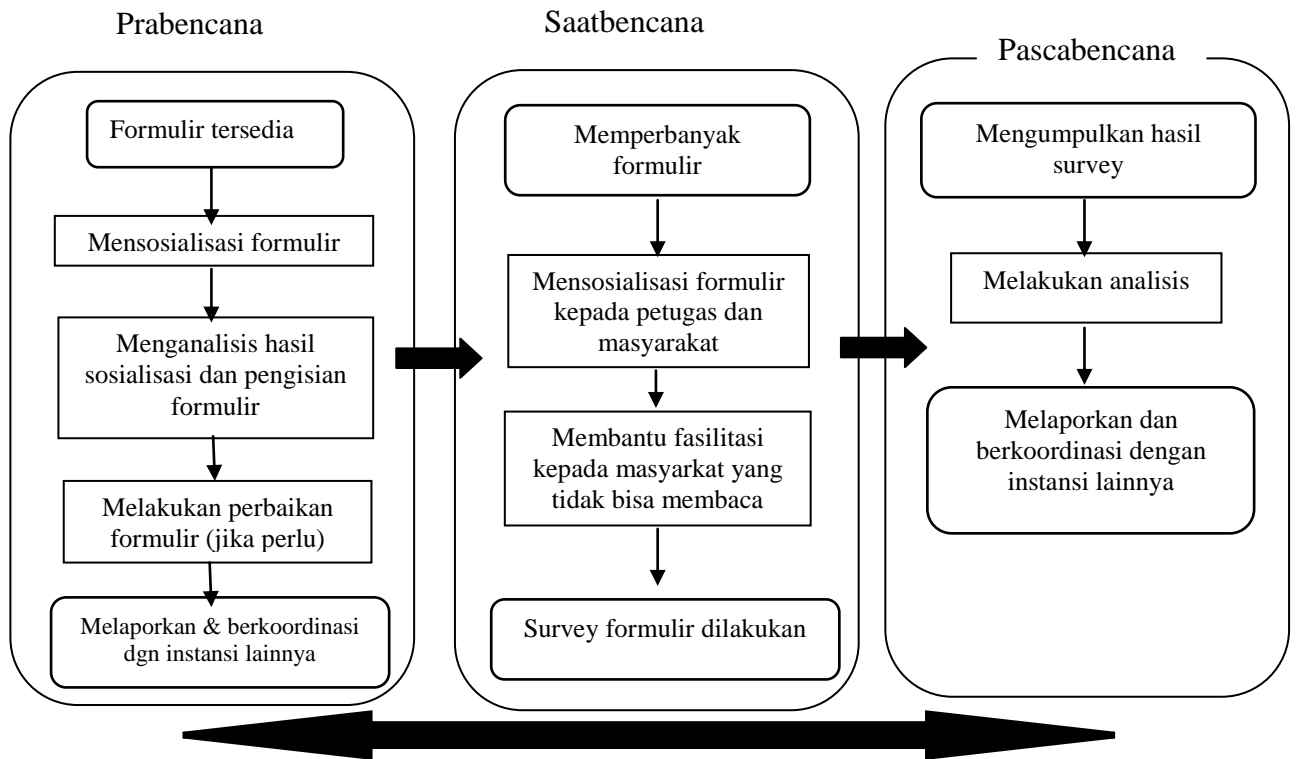 Prabencana
Formulir tersedia
Mensosialisasi formulir
Menganalisis hasil
sosialisasi dan pengisian
formulir
Melakukan perbaikan
formulir (jika perlu)
Melaporkan & berkoordinasi
dgn instansi lainnya
Saatbencana
Memperbanyak
formulir
Mensosialisasi formulir
kepada petugas dan
masyarakat
Membantu fasilitasi
kepada masyarkat yang
tidak bisa membaca
Survey formulir dilakukan
Pascabencana
Mengumpulkan hasil
survey
Melakukan analisis
Melaporkan dan
berkoordinasi dengan
instansi lainnya